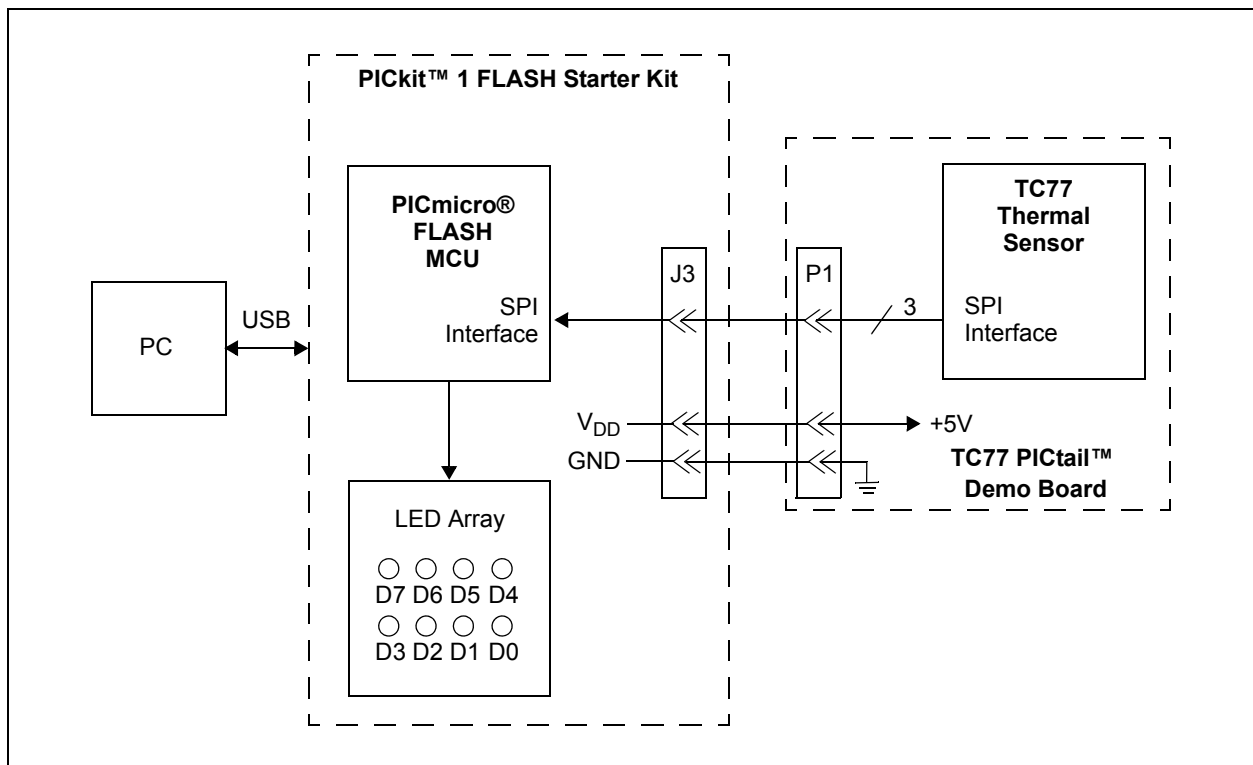 PICkit™ 1 FLASH Starter Kit
PICmicro®
FLASH
MCU
SPI
Interface
PC
USB
J3
P1
3
TC77
Thermal
Sensor
SPI
Interface
VDD
GND
+5V
TC77 PICtail™
Demo Board
LED Array
D7 D6 D5 D4
D3 D2 D1 D0